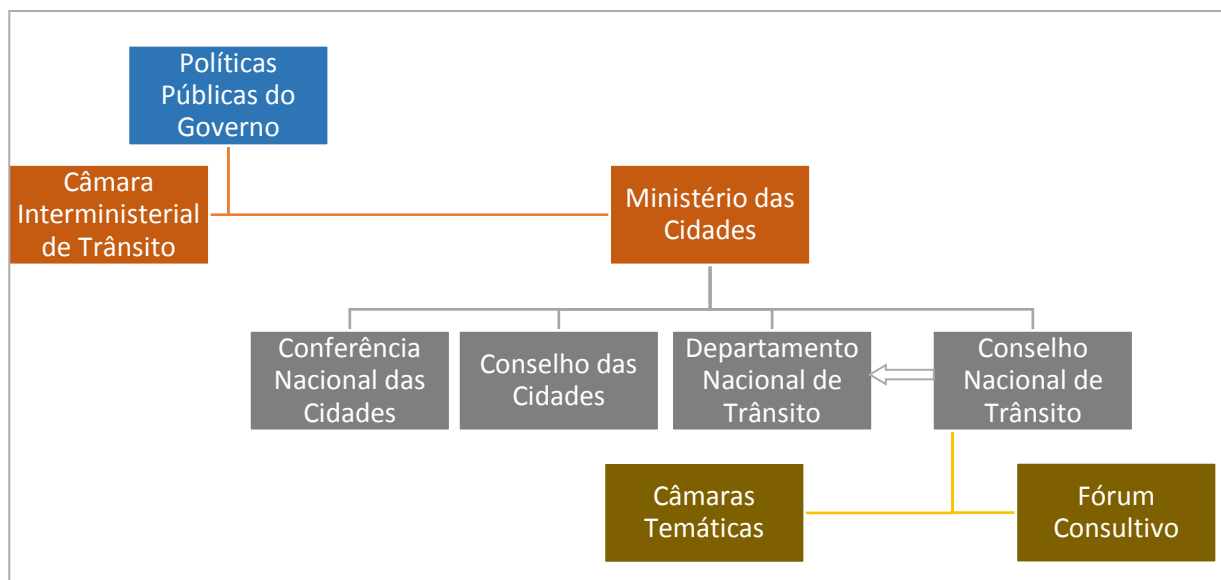 Políticas
Públicas do
Governo
Câmara
Interministerial
de Trânsito
Ministério das
Cidades
Conferência
Nacional das
Cidades
Conselho das
Cidades
Departamento
Nacional de
Trânsito
Conselho
Nacional de
Trânsito
Câmaras
Temáticas
Fórum
Consultivo